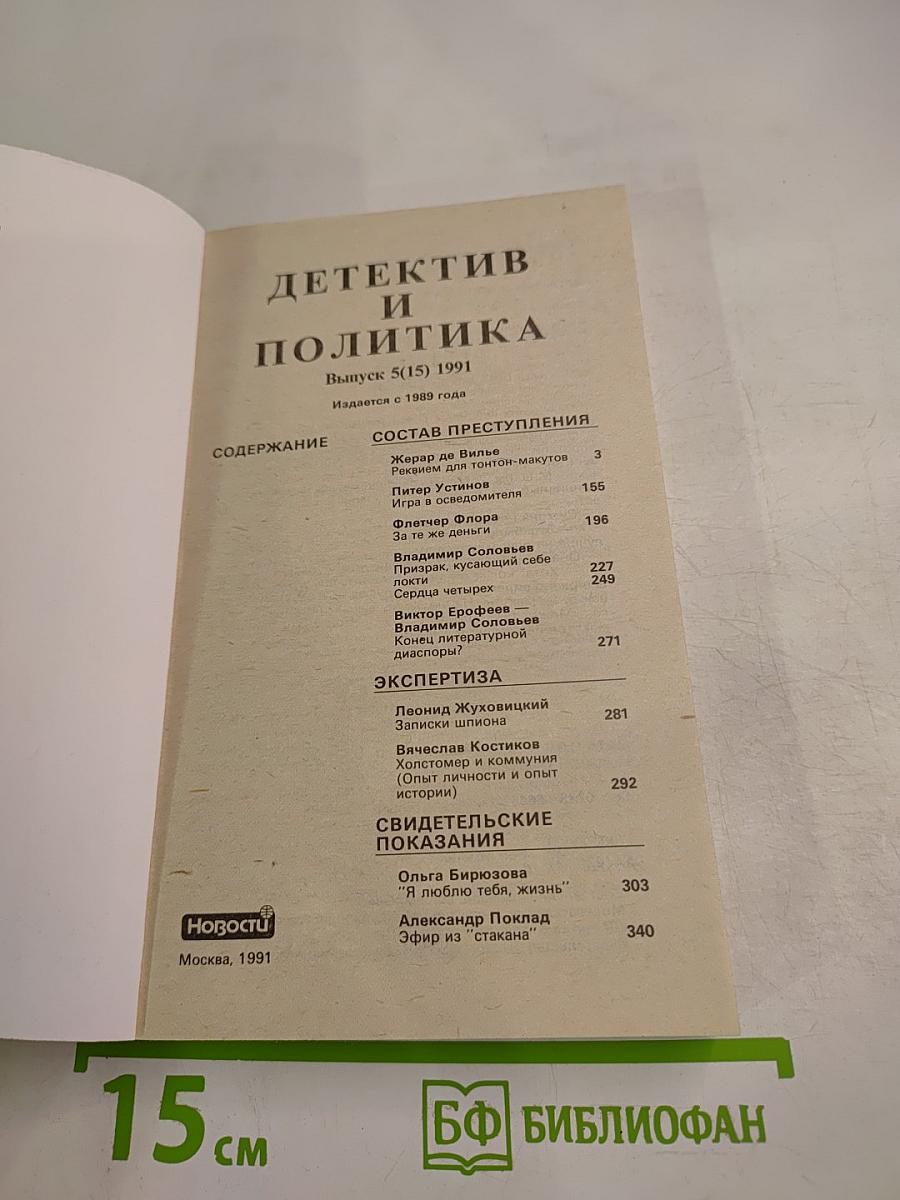 ДЕТЕКТИВ
И
ПОЛИТИКА
Выпуск 5(15) 1991
Издается с 1989 года
СОДЕРЖАНИЕ
СОСТАВ ПРЕСТУПЛЕНИЯ
Жерар де Вилье
Реквием для тонтон-макутов 3
Питер Устинов
Игра в осведомителя 155
Флетчер Флора 196
За те же деньги
Владимир Соловьев
Призрак, кусающий себе
локти 227
Сердца четырех 249
Виктор Ерофеев —
Владимир Соловьев
Конец литературной
диаспоры? 271
ЭКСПЕРТИЗА
Леонид Жуховицкий
Записки шпиона 281
Вячеслав Костиков
Холстомер и коммуния
(Опыт личности и опыт
истории) 292
СВИДЕТЕЛЬСКИЕ
ПОКАЗАНИЯ
Ольга Бирюзова
"Я люблю тебя, жизнь" 303
Александр Поклад
Эфир из "стакана" 340
Новости
Москва, 1991
15 см
БФ БИБЛИОФАН